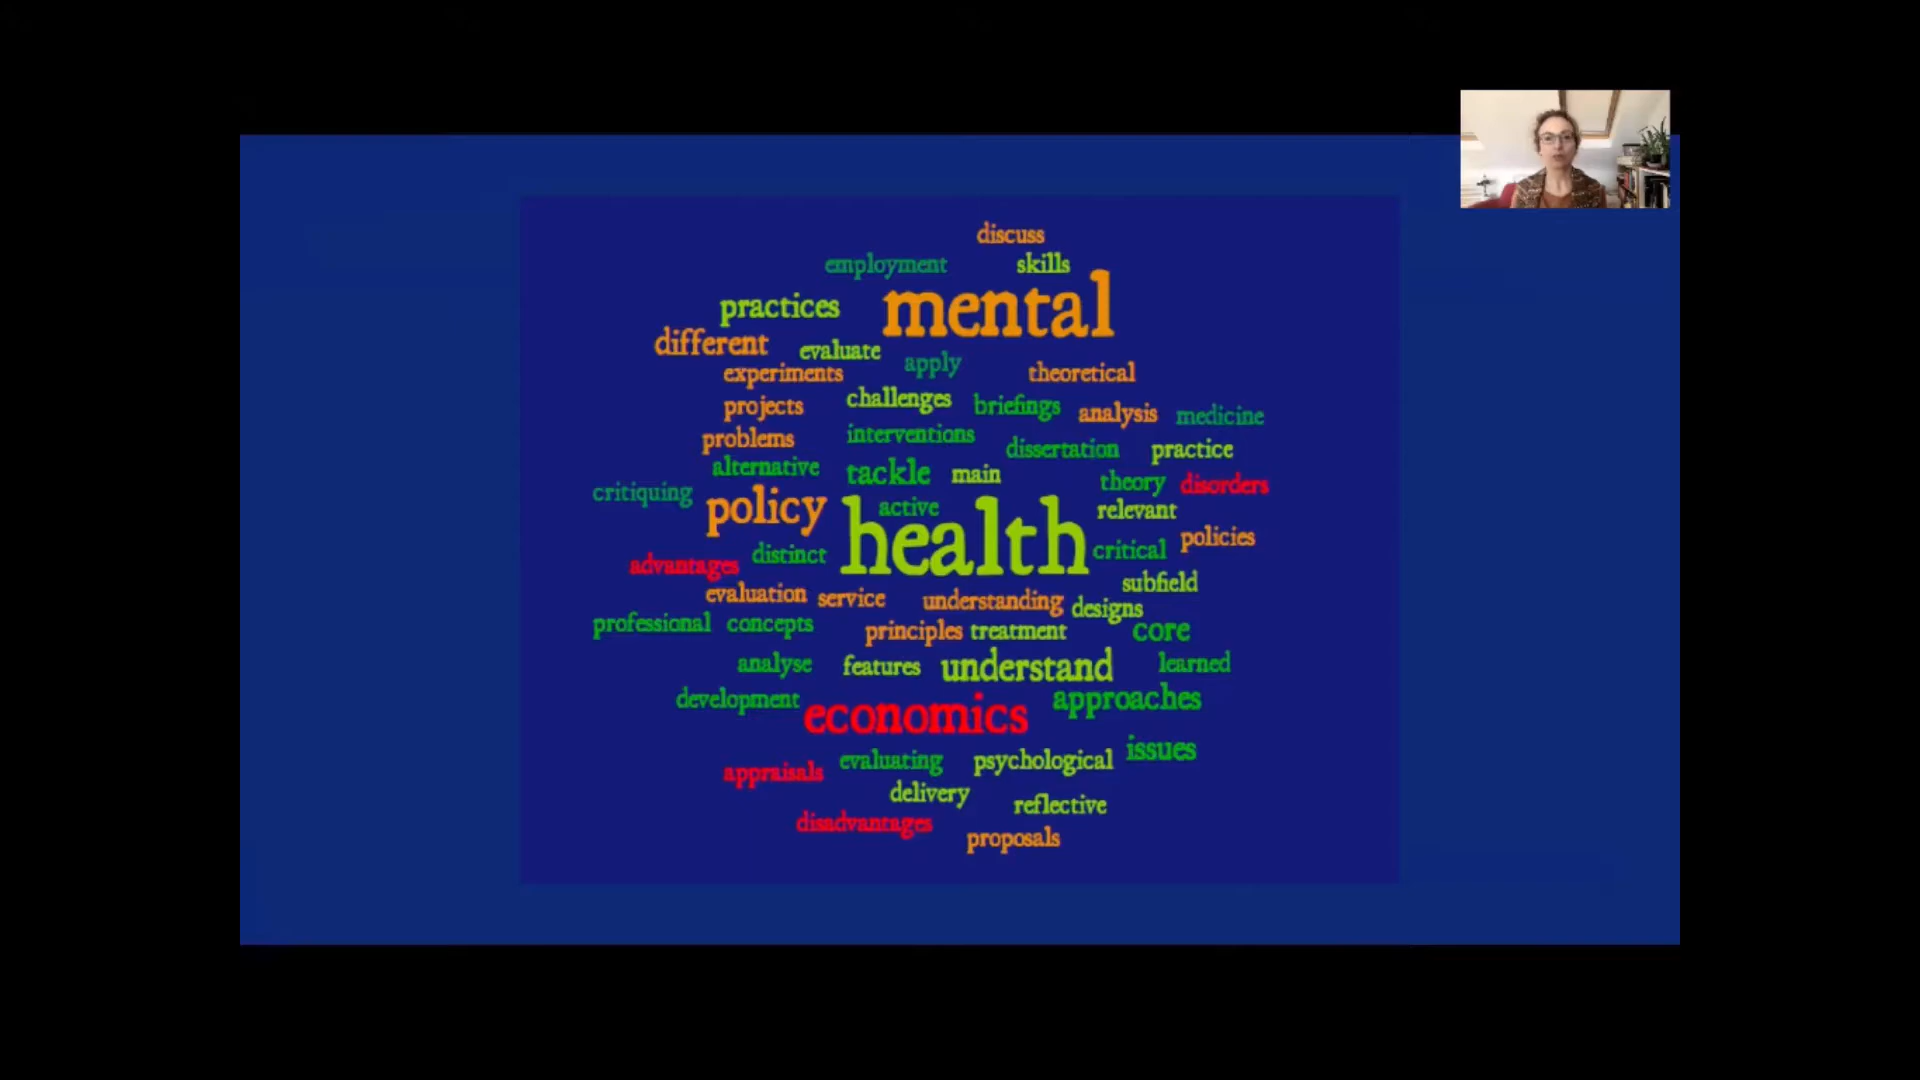 discuss
employment skills
practices mental
different evaluate apply
experiments theoretical
projects challenges briefings analysis medicine
problems interventions dissertation practice
alternative tackle main theory disorders
critiquing policy active health relevant
advantages distinct critical policies
subfield
evaluation service understanding designs
professional concepts principles treatment core
analyse features understand learned
development economics approaches
issues
appraisals evaluating psychological
delivery reflective
disadvantages proposals